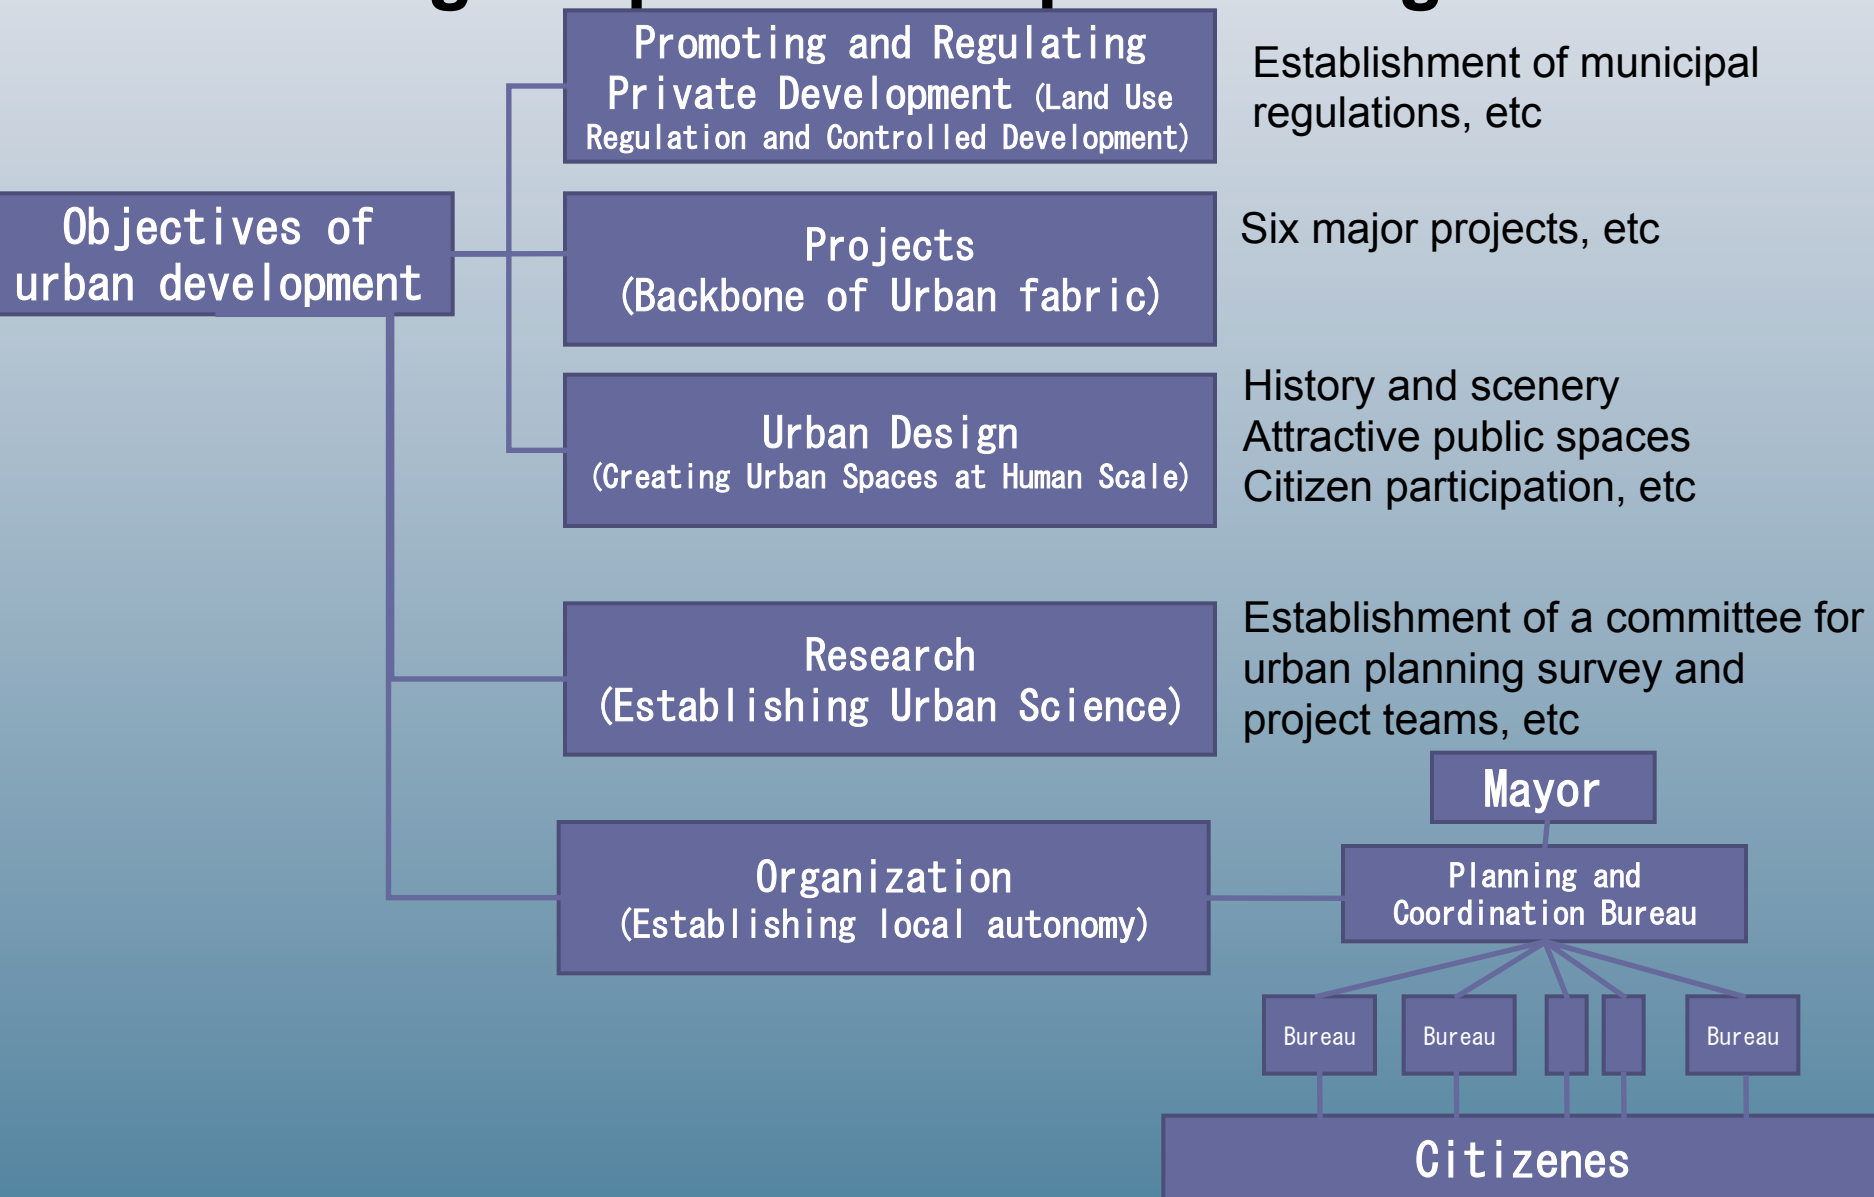 Promoting and Regulating
Private Development (Land Use
Regulation and Controlled Development)
Establishment of municipal
regulations, etc
Objectives of
urban development
Projects
(Backbone of Urban fabric)
Six major projects, etc
Urban Design
(Creating Urban Spaces at Human Scale)
History and scenery
Attractive public spaces
Citizen participation, etc
Research
(Establishing Urban Science)
Establishment of a committee for
urban planning survey and
project teams, etc
Mayor
Organization
(Establishing local autonomy)
Planning and
Coordination Bureau
Bureau
Bureau
Bureau
Citizenes